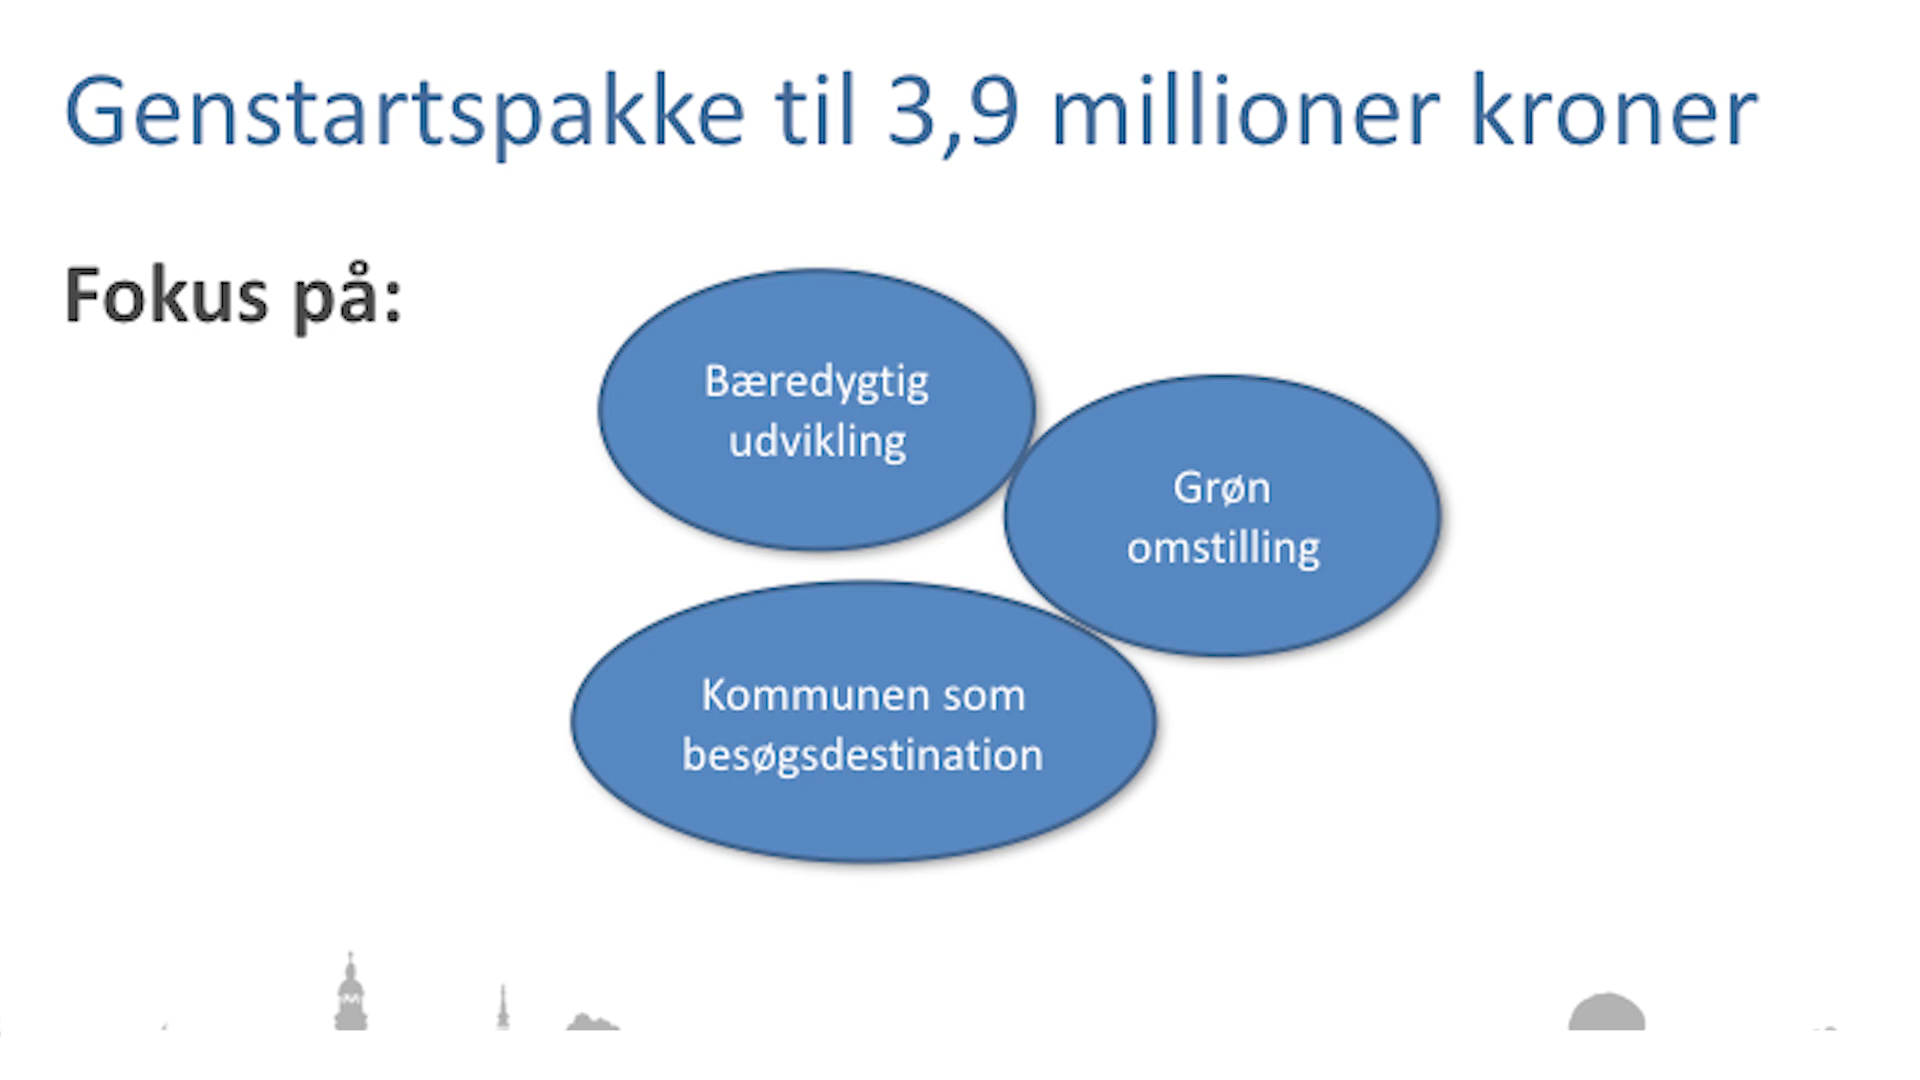 Genstartspakke til 3,9 millioner kroner
Fokus på:
Bæredygtig
udvikling
Grøn
omstilling
Kommunen som
besøgsdestination